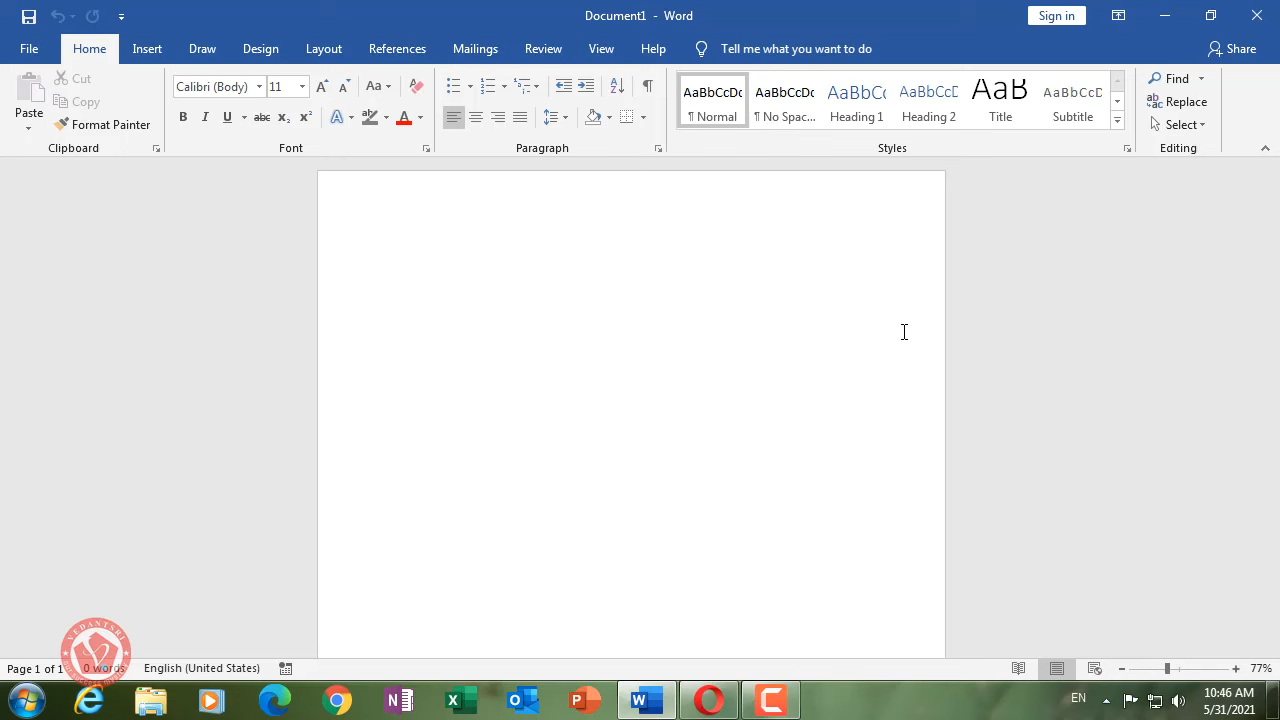 Document1 - Word
Sign in
File Home Insert Draw Design Layout References Mailings Review View Help Tell me what you want to do Share
Paste
Cut
Copy
Format Painter
Clipboard
Calibri (Body) 11
Font
Paragraph
AaBbCcDc AaBbCcDc AaBbCc AaBbCcD AaB AaBbCcD
¶ Normal ¶ No Spac... Heading 1 Heading 2 Title Subtitle
Styles
Find
Replace
Select
Editing
VEDANTSRI
Page 1 of 1 0 words English (United States) 77%
EN 10:46 AM
5/31/2021